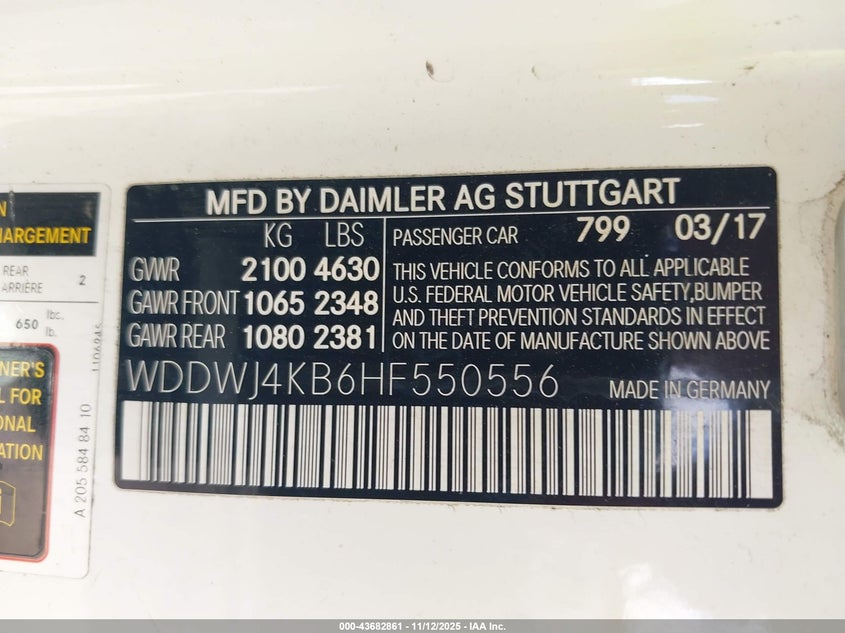 MFD BY DAIMLER AG STUTTGART
KG LBS
GVWR 2100 4630
GAWR FRONT 1065 2348
GAWR REAR 1080 2381
PASSENGER CAR 799 03/17
THIS VEHICLE CONFORMS TO ALL APPLICABLE
U.S. FEDERAL MOTOR VEHICLE SAFETY, BUMPER
AND THEFT PREVENTION STANDARDS IN EFFECT
ON THE DATE OF MANUFACTURE SHOWN ABOVE
WDDWJ4KB6HF550556
MADE IN GERMANY
N
HARGEMENT
REAR
ARRIÈRE
2
650 lbs.
lb.
NER'S
L FOR
ONAL
ATION
1106946
A 205 584 84 10
000-43682861 - 11/12/2025 - IAA Inc.